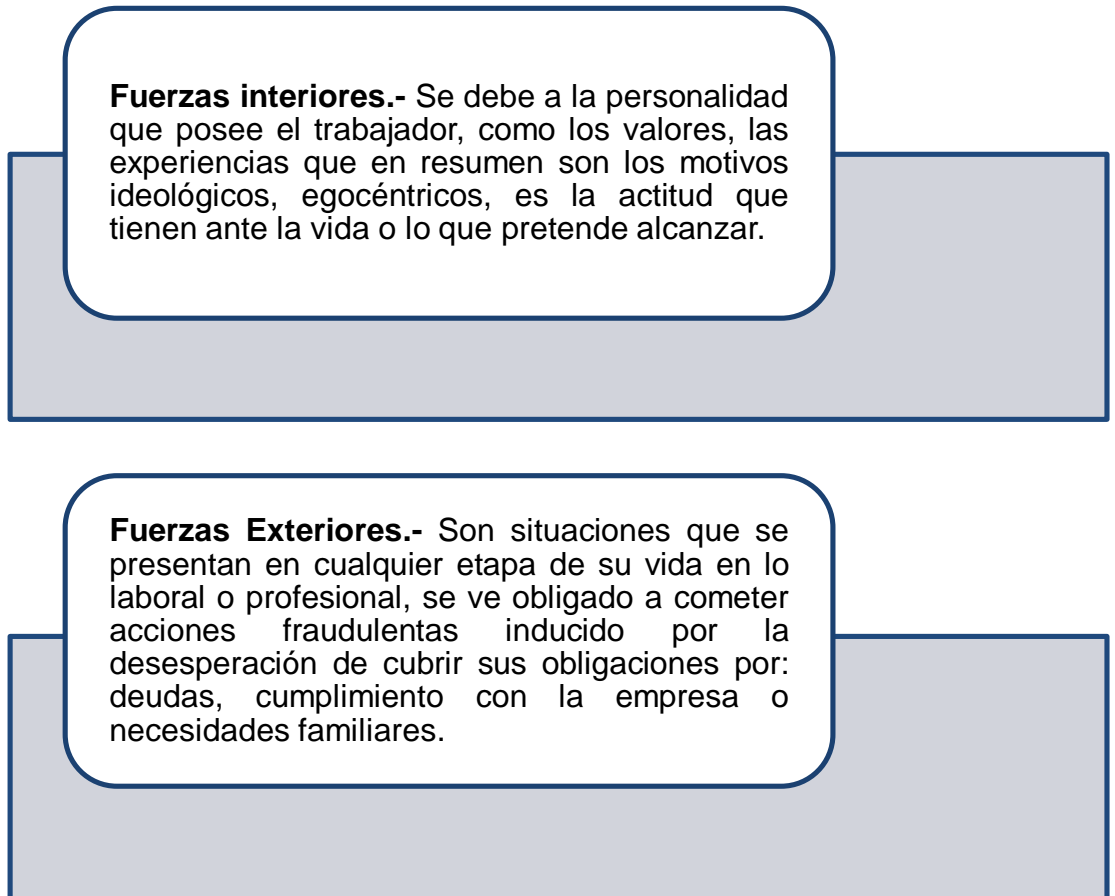 Fuerzas interiores.- Se debe a la personalidad
que posee el trabajador, como los valores, las
experiencias que en resumen son los motivos
ideológicos, egocéntricos, es la actitud que
tienen ante la vida o lo que pretende alcanzar.
Fuerzas Exteriores.- Son situaciones que se
presentan en cualquier etapa de su vida en lo
laboral o profesional, se ve obligado a cometer
acciones fraudulentas inducido por la
desesperación de cubrir sus obligaciones por:
deudas, cumplimiento con la empresa o
necesidades familiares.